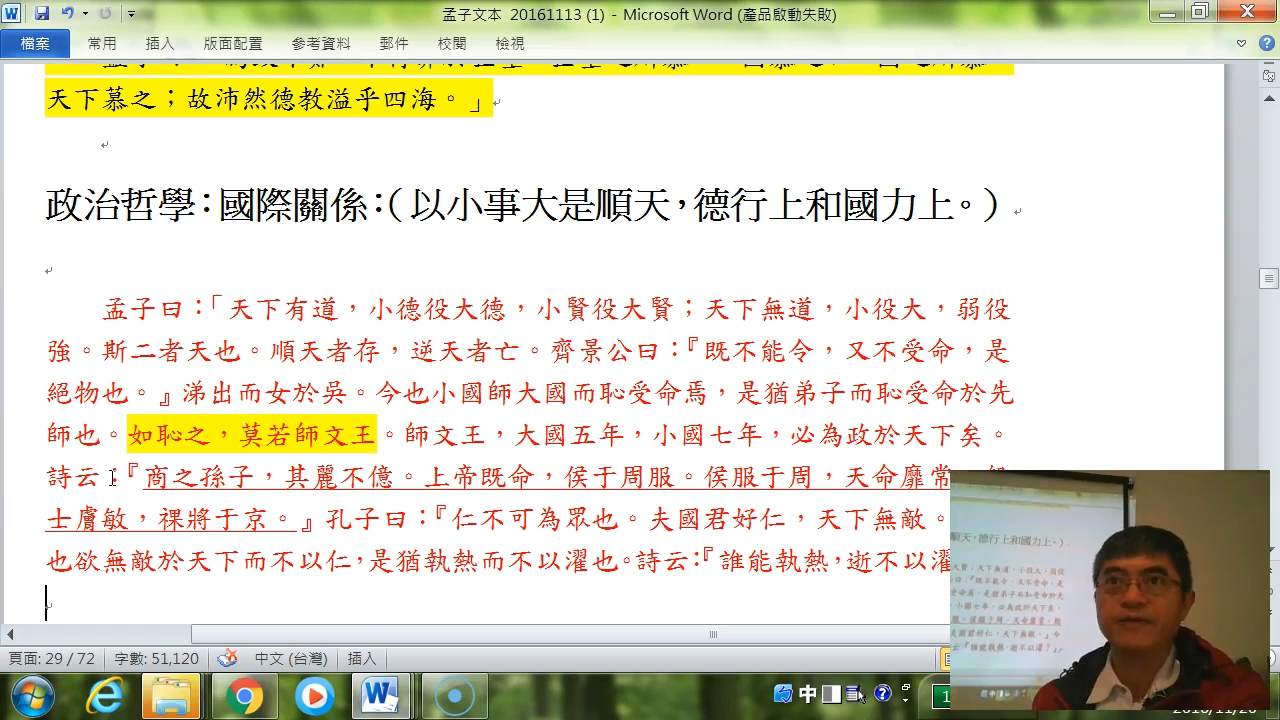 孟子文本 20161113 (1) - Microsoft Word (產品啟動失敗)
檔案 常用 插入 版面配置 參考資料 郵件 校閱 檢視
天下慕之；故沛然德教溢乎四海。」
政治哲學：國際關係：（以小事大是順天，德行上和國力上。）
孟子曰：「天下有道，小德役大德，小賢役大賢；天下無道，小役大，弱役
強。斯二者天也。順天者存，逆天者亡。齊景公曰：『既不能令，又不受命，是
絕物也。』涕出而女於吳。今也小國師大國而恥受命焉，是猶弟子而恥受命於先
師也。如恥之，莫若師文王。師文王，大國五年，小國七年，必為政於天下矣。
詩云：『商之孫子，其麗不億。上帝既命，侯于周服。侯服于周，天命靡常
士膚敏，祼將于京。』孔子曰：『仁不可為眾也。夫國君好仁，天下無敵。
也欲無敵於天下而不以仁，是猶執熱而不以濯也。詩云：『誰能執熱，逝不以濯
順天，德行上和國力上。）
頁面: 29 / 72 字數: 51,120 中文 (台灣) 插入
中